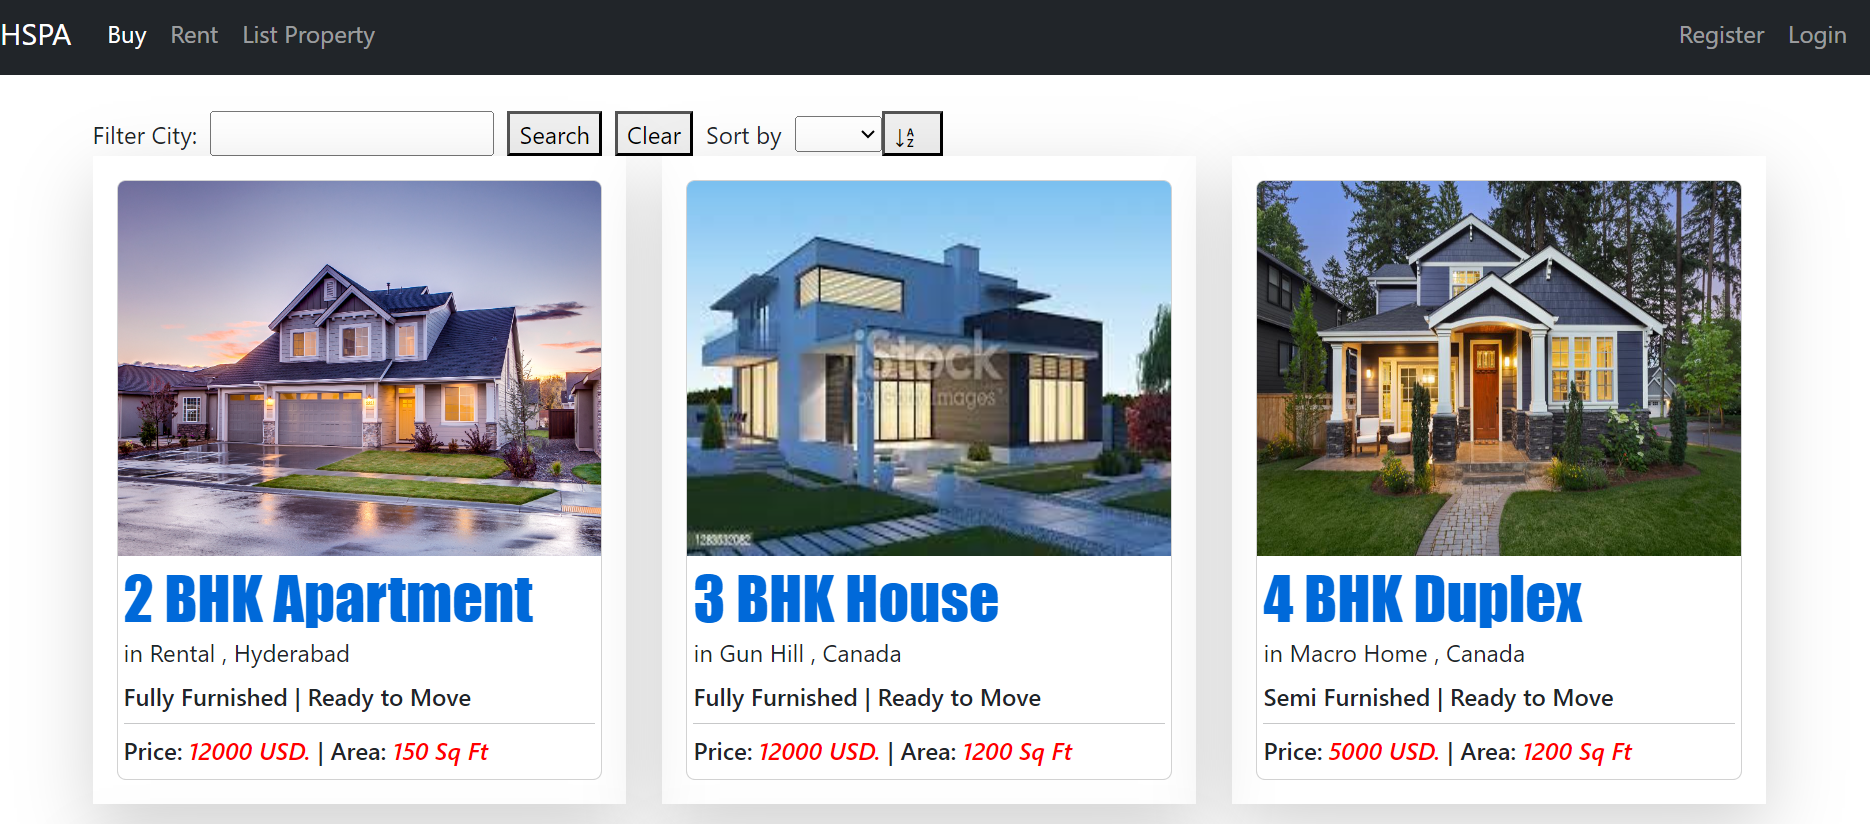 HSPA Buy Rent List Property Register Login
Filter City: Search Clear Sort by AZ
iStock
by Getty Images
1283532082
2 BHK Apartment
in Rental , Hyderabad
Fully Furnished | Ready to Move
Price: 12000 USD. | Area: 150 Sq Ft
3 BHK House
in Gun Hill , Canada
Fully Furnished | Ready to Move
Price: 12000 USD. | Area: 1200 Sq Ft
4 BHK Duplex
in Macro Home , Canada
Semi Furnished | Ready to Move
Price: 5000 USD. | Area: 1200 Sq Ft